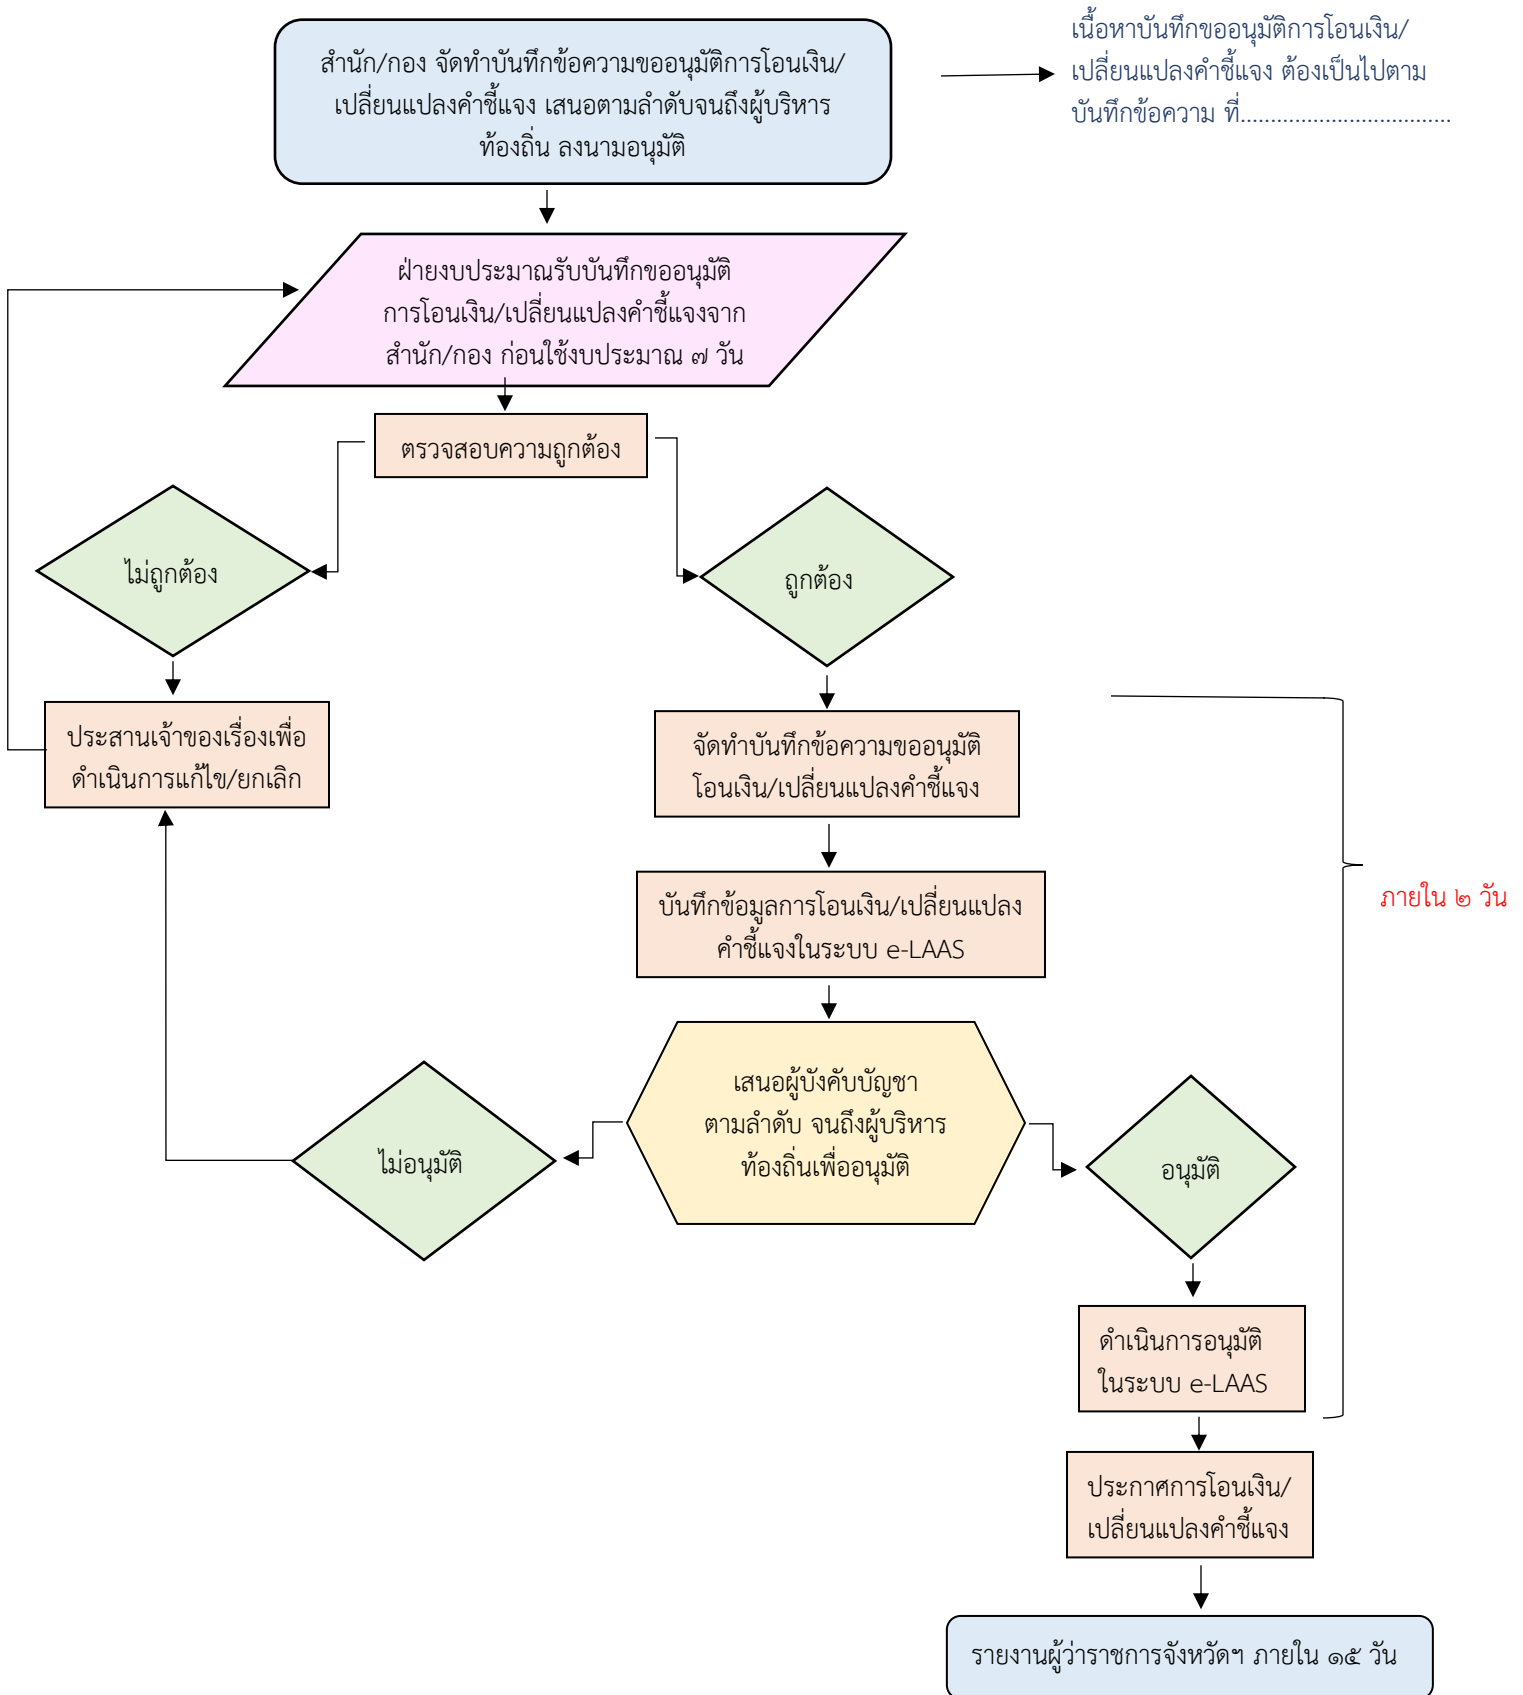 สำนัก/กอง จัดทำบันทึกข้อความขออนุมัติการโอนเงิน/
เปลี่ยนแปลงคำชี้แจง เสนอตามลำดับจนถึงผู้บริหาร
ท้องถิ่น ลงนามอนุมัติ
เนื้อหาบันทึกขออนุมัติการโอนเงิน/
เปลี่ยนแปลงคำชี้แจง ต้องเป็นไปตาม
บันทึกข้อความ ที่...................................
ฝ่ายงบประมาณรับบันทึกขออนุมัติ
การโอนเงิน/เปลี่ยนแปลงคำชี้แจงจาก
สำนัก/กอง ก่อนใช้งบประมาณ ๗ วัน
ตรวจสอบความถูกต้อง
ไม่ถูกต้อง
ถูกต้อง
ประสานเจ้าของเรื่องเพื่อ
ดำเนินการแก้ไข/ยกเลิก
จัดทำบันทึกข้อความขออนุมัติ
โอนเงิน/เปลี่ยนแปลงคำชี้แจง
บันทึกข้อมูลการโอนเงิน/เปลี่ยนแปลง
คำชี้แจงในระบบ e-LAAS
ภายใน ๒ วัน
เสนอผู้บังคับบัญชา
ตามลำดับ จนถึงผู้บริหาร
ท้องถิ่นเพื่ออนุมัติ
ไม่อนุมัติ
อนุมัติ
ดำเนินการอนุมัติ
ในระบบ e-LAAS
ประกาศการโอนเงิน/
เปลี่ยนแปลงคำชี้แจง
รายงานผู้ว่าราชการจังหวัดฯ ภายใน ๑๕ วัน